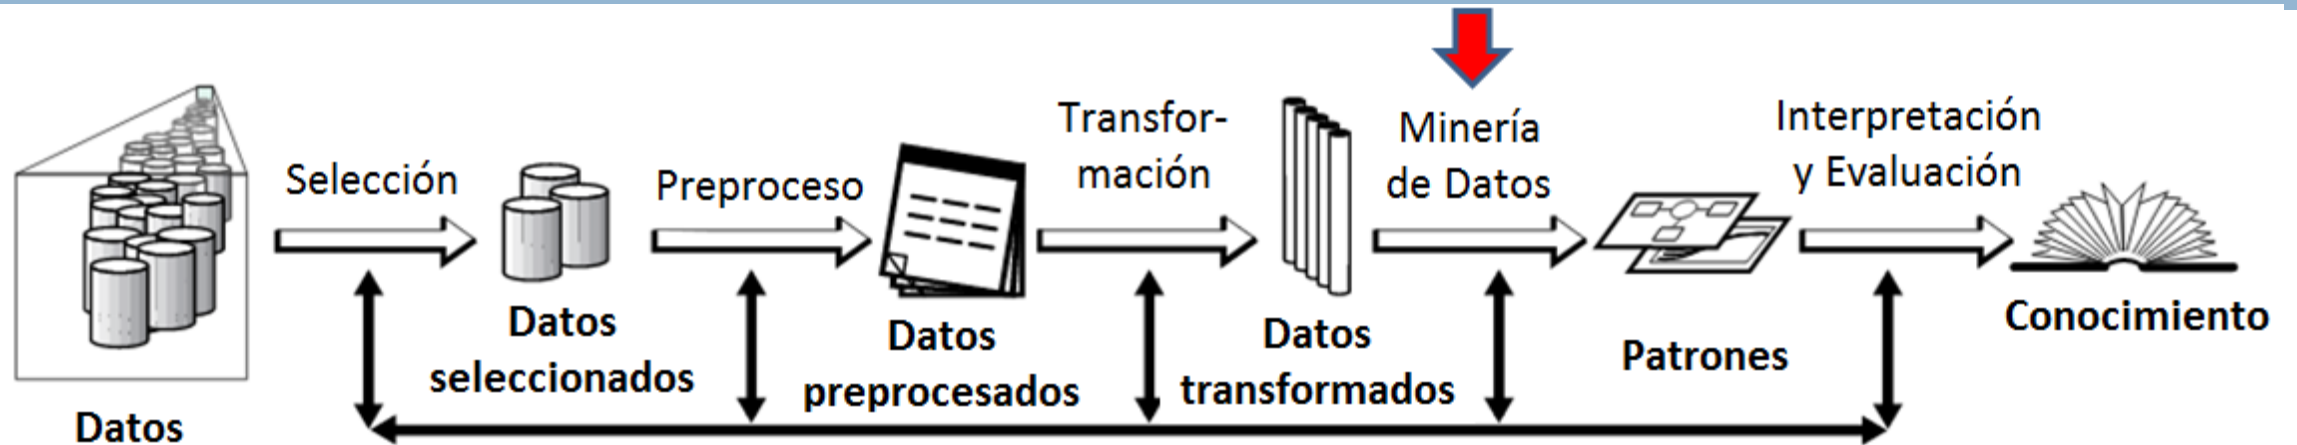 Datos
Selección
Datos
seleccionados
Preproceso
Datos
preprocesados
Transfor-
mación
Datos
transformados
Minería
de Datos
Patrones
Interpretación
y Evaluación
Conocimiento